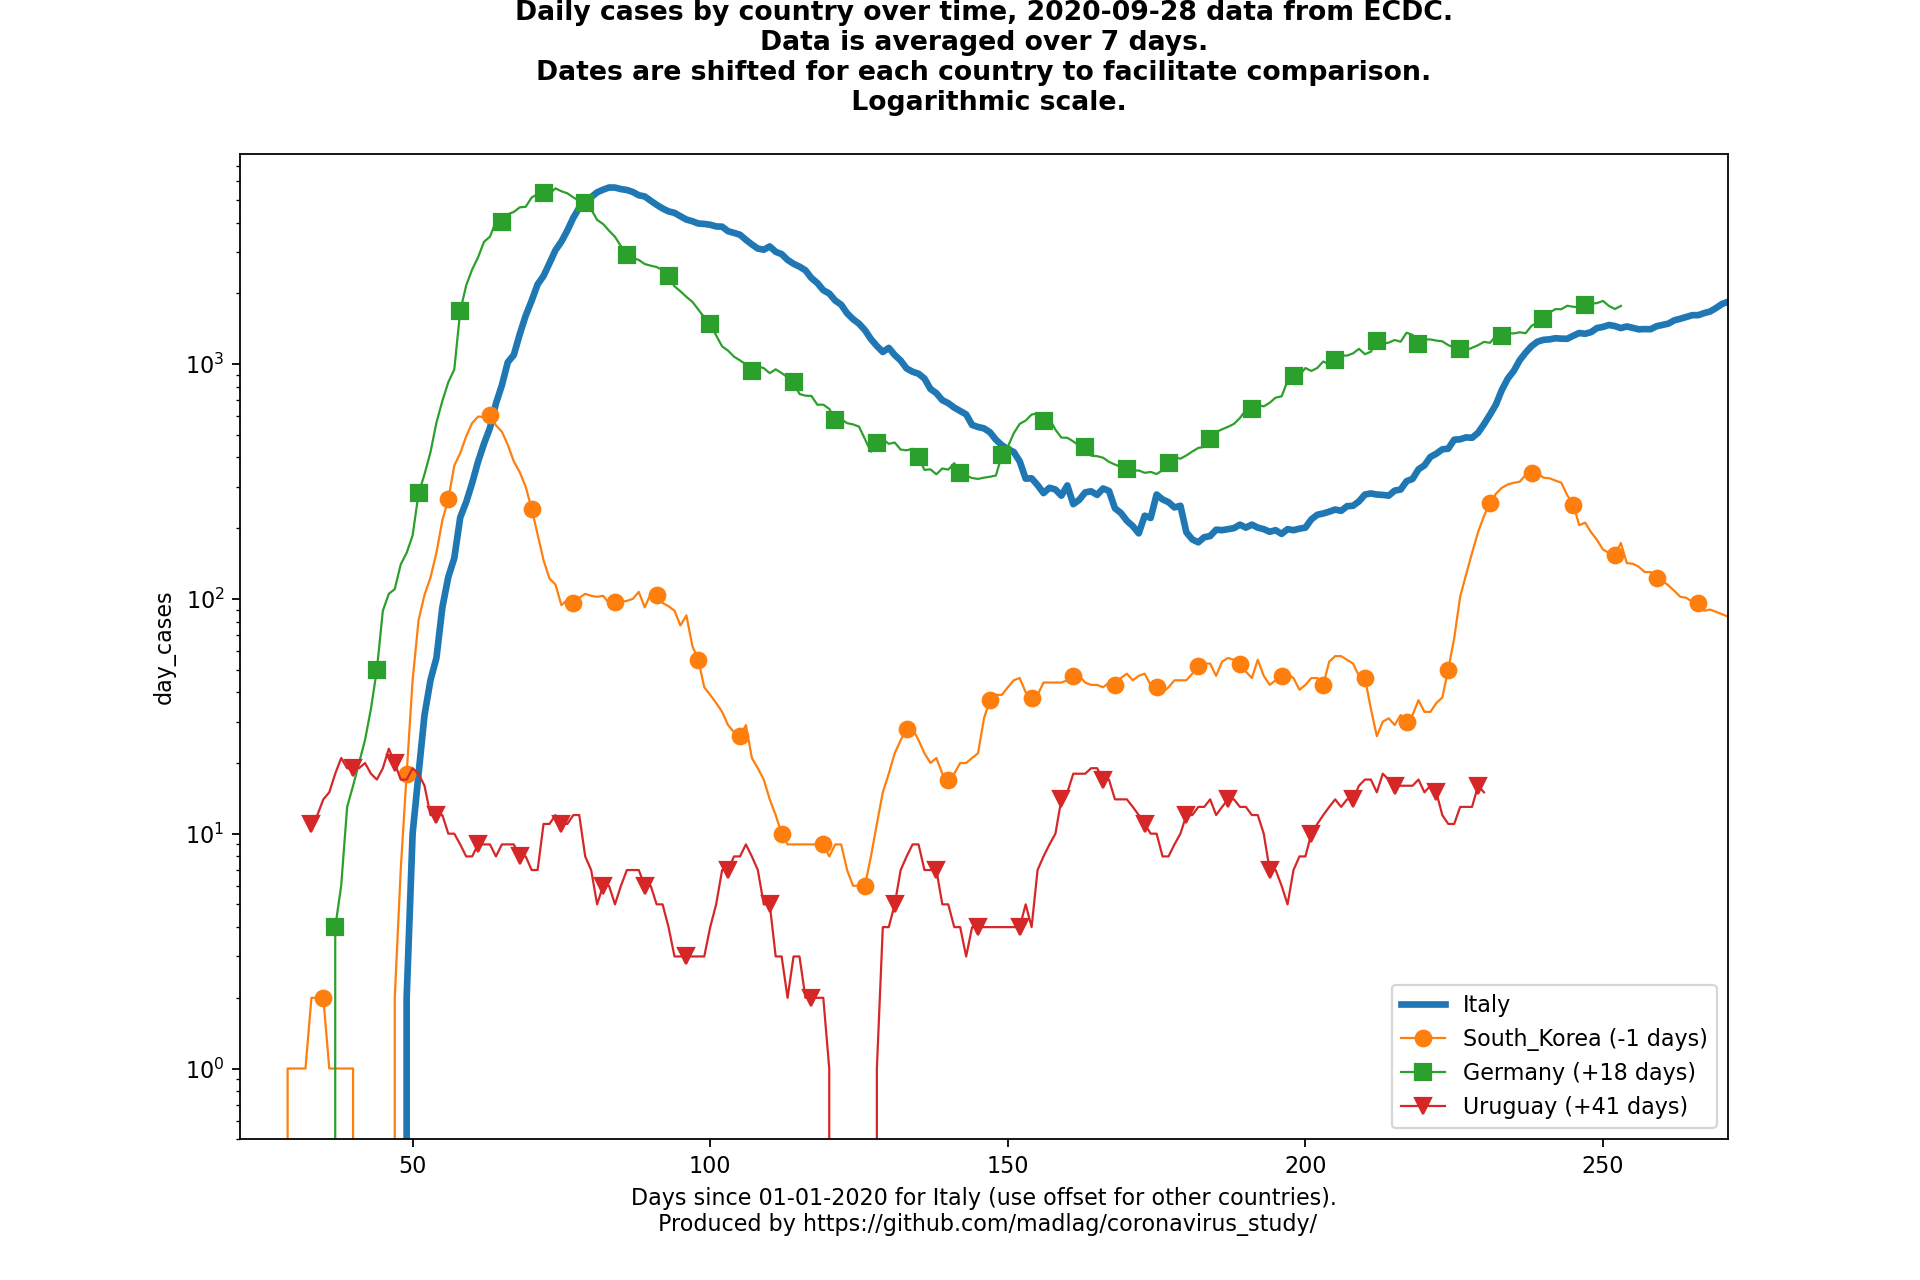 Daily cases by country over time, 2020-09-28 data from ECDC.
Data is averaged over 7 days.
Dates are shifted for each country to facilitate comparison.
Logarithmic scale.
10³
10²
10¹
10⁰
day_cases
50 100 150 200 250
Italy
South_Korea (-1 days)
Germany (+18 days)
Uruguay (+41 days)
Days since 01-01-2020 for Italy (use offset for other countries).
Produced by https://github.com/madlag/coronavirus_study/